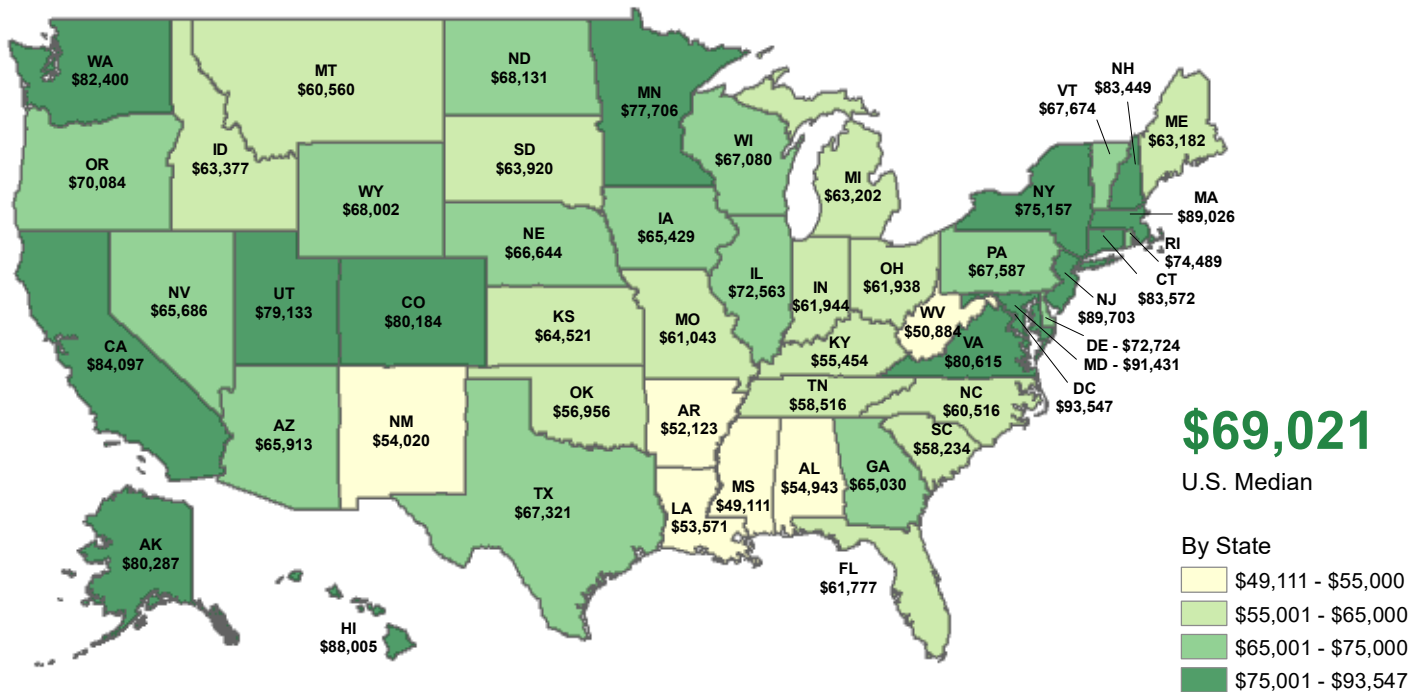 WA
$82,400
MT
$60,560
ND
$68,131
MN
$77,706
NH
$83,449
VT
$67,674
ME
$63,182
OR
$70,084
ID
$63,377
SD
$63,920
WI
$67,080
WY
$68,002
MI
$63,202
NY
$75,157
MA
$89,026
IA
$65,429
NE
$66,644
RI
$74,489
PA
$67,587
CT
$83,572
NV
$65,686
UT
$79,133
CO
$80,184
IL
$72,563
IN
$61,944
OH
$61,938
NJ
$89,703
CA
$84,097
KS
$64,521
MO
$61,043
WV
$50,884
VA
$80,615
KY
$55,454
DE - $72,724
MD - $91,431
DC
$93,547
AZ
$65,913
NM
$54,020
OK
$56,956
AR
$52,123
TN
$58,516
NC
$60,516
SC
$58,234
TX
$67,321
LA
$53,571
MS
$49,111
AL
$54,943
GA
$65,030
FL
$61,777
AK
$80,287
HI
$88,005
$69,021
U.S. Median
By State
$49,111 - $55,000
$55,001 - $65,000
$65,001 - $75,000
$75,001 - $93,547